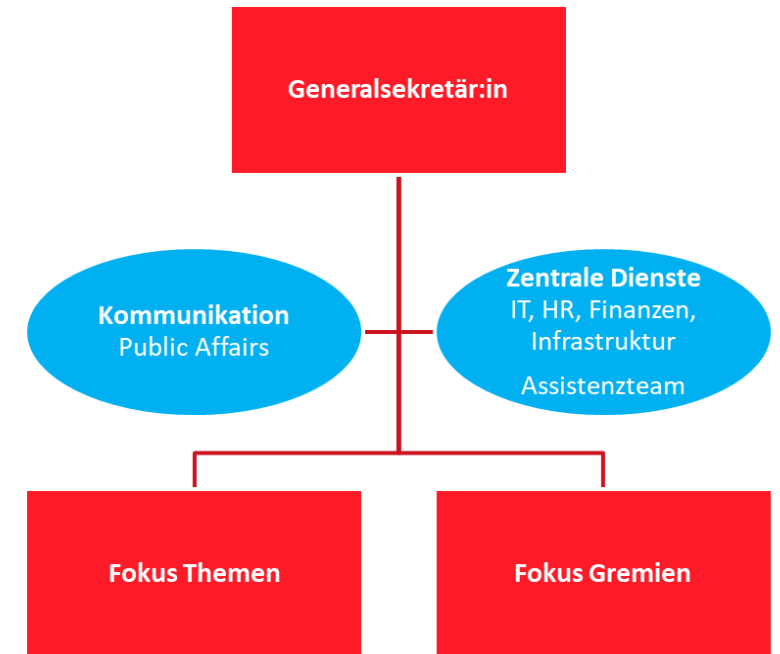 Generalsekretär:in
Kommunikation
Public Affairs
Zentrale Dienste
IT, HR, Finanzen,
Infrastruktur
Assistenzteam
Fokus Themen
Fokus Gremien